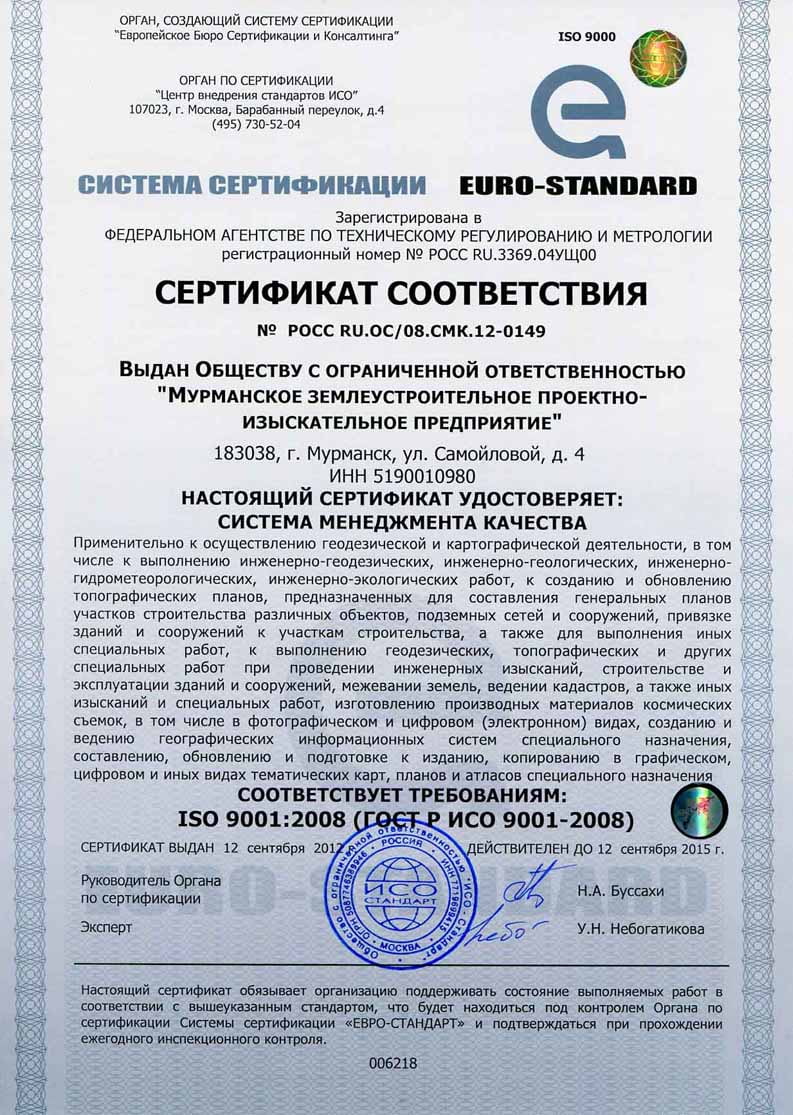 ОРГАН, СОЗДАЮЩИЙ СИСТЕМУ СЕРТИФИКАЦИИ
“Европейское Бюро Сертификации и Консалтинга”
ISO 9000
ОРГАН ПО СЕРТИФИКАЦИИ
“Центр внедрения стандартов ИСО”
107023, г. Москва, Барабанный переулок, д.4
(495) 730-52-04
СИСТЕМА СЕРТИФИКАЦИИ EURO-STANDARD
Зарегистрирована в
ФЕДЕРАЛЬНОМ АГЕНТСТВЕ ПО ТЕХНИЧЕСКОМУ РЕГУЛИРОВАНИЮ И МЕТРОЛОГИИ
регистрационный номер № РОСС RU.3369.04УЩ00
СЕРТИФИКАТ СООТВЕТСТВИЯ
№ РОСС RU.ОС/08.СМК.12-0149
Выдан Обществу с ограниченной ответственностью
"Мурманское землеустроительное проектно-
изыскательное предприятие"
183038, г. Мурманск, ул. Самойловой, д. 4
ИНН 5190010980
НАСТОЯЩИЙ СЕРТИФИКАТ УДОСТОВЕРЯЕТ:
СИСТЕМА МЕНЕДЖМЕНТА КАЧЕСТВА
Применительно к осуществлению геодезической и картографической деятельности, в том
числе к выполнению инженерно-геодезических, инженерно-геологических, инженерно-
гидрометеорологических, инженерно-экологических работ, к созданию и обновлению
топографических планов, предназначенных для составления генеральных планов
участков строительства различных объектов, подземных сетей и сооружений, привязке
зданий и сооружений к участкам строительства, а также для выполнения иных
специальных работ, к выполнению геодезических, топографических и других
специальных работ при проведении инженерных изысканий, строительстве и
эксплуатации зданий и сооружений, межевании земель, ведении кадастров, а также иных
изысканий и специальных работ, изготовлению производных материалов космических
съемок, в том числе в фотографическом и цифровом (электронном) видах, созданию и
ведению географических информационных систем специального назначения,
составлению, обновлению и подготовке к изданию, копированию в графическом,
цифровом и иных видах тематических карт, планов и атласов специального назначения
СООТВЕТСТВУЕТ ТРЕБОВАНИЯМ:
ISO 9001:2008 (ГОСТ Р ИСО 9001-2008)
СЕРТИФИКАТ ВЫДАН 12 сентября 2012 ДЕЙСТВИТЕЛЕН ДО 12 сентября 2015 г.
Руководитель Органа
по сертификации
Н.А. Буссахи
Эксперт
У.Н. Небогатикова
Общество с ограниченной ответственностью "ИСО-Стандарт"
РОССИЯ
МОСКВА
ИСО
СТАНДАРТ
Настоящий сертификат обязывает организацию поддерживать состояние выполняемых работ в
соответствии с вышеуказанным стандартом, что будет находиться под контролем Органа по
сертификации Системы сертификации «ЕВРО-СТАНДАРТ» и подтверждаться при прохождении
ежегодного инспекционного контроля.
006218